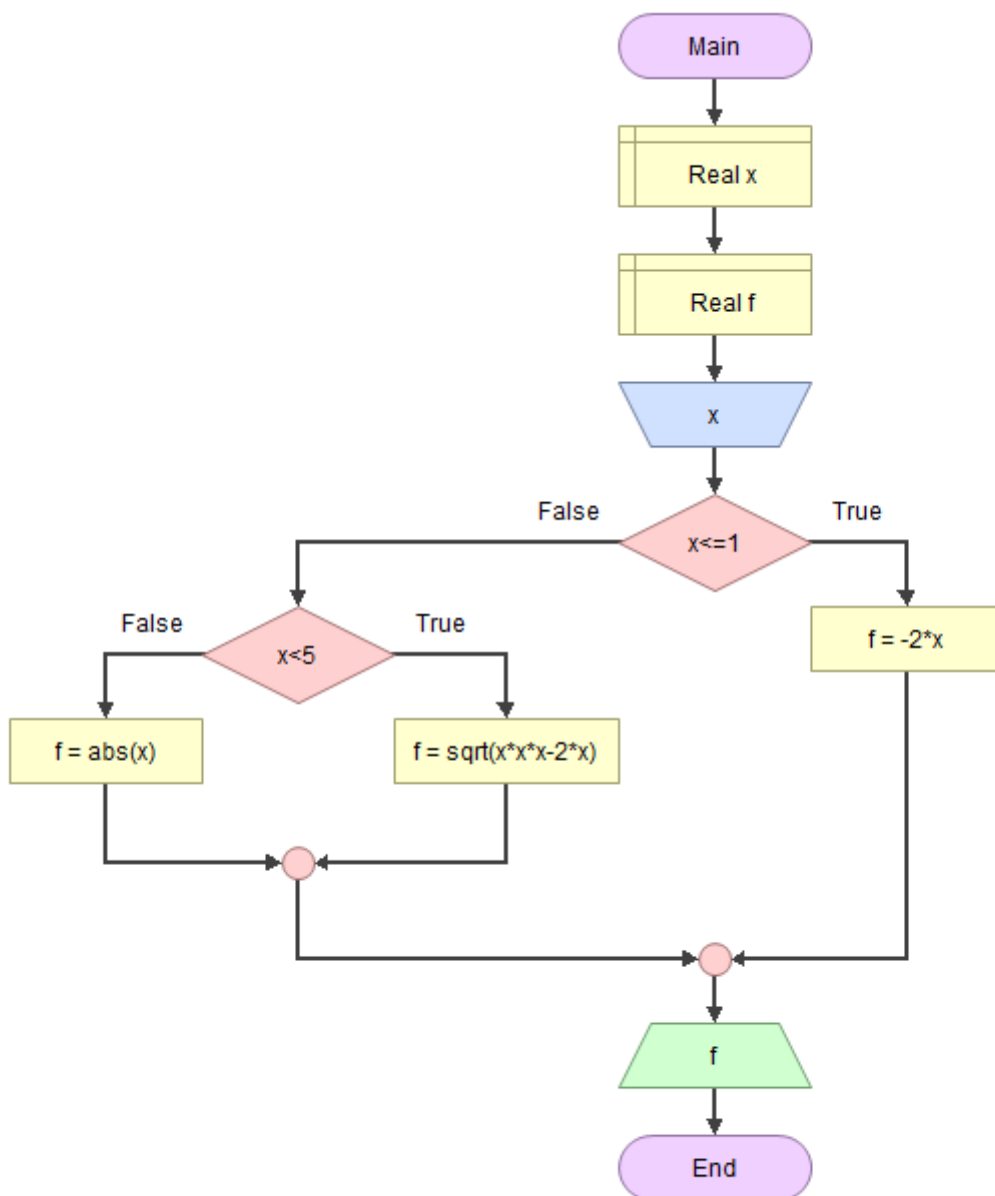 Main
Real x
Real f
x
False
True
x<=1
False
True
x<5
f = -2*x
f = abs(x)
f = sqrt(x*x*x-2*x)
f
End